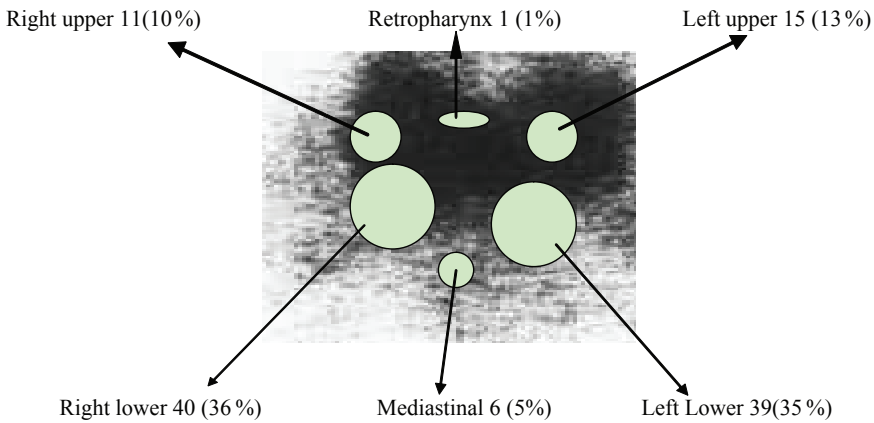 Right upper 11(10%)
Retropharynx 1 (1%)
Left upper 15 (13%)
Right lower 40 (36%)
Mediastinal 6 (5%)
Left Lower 39(35%)